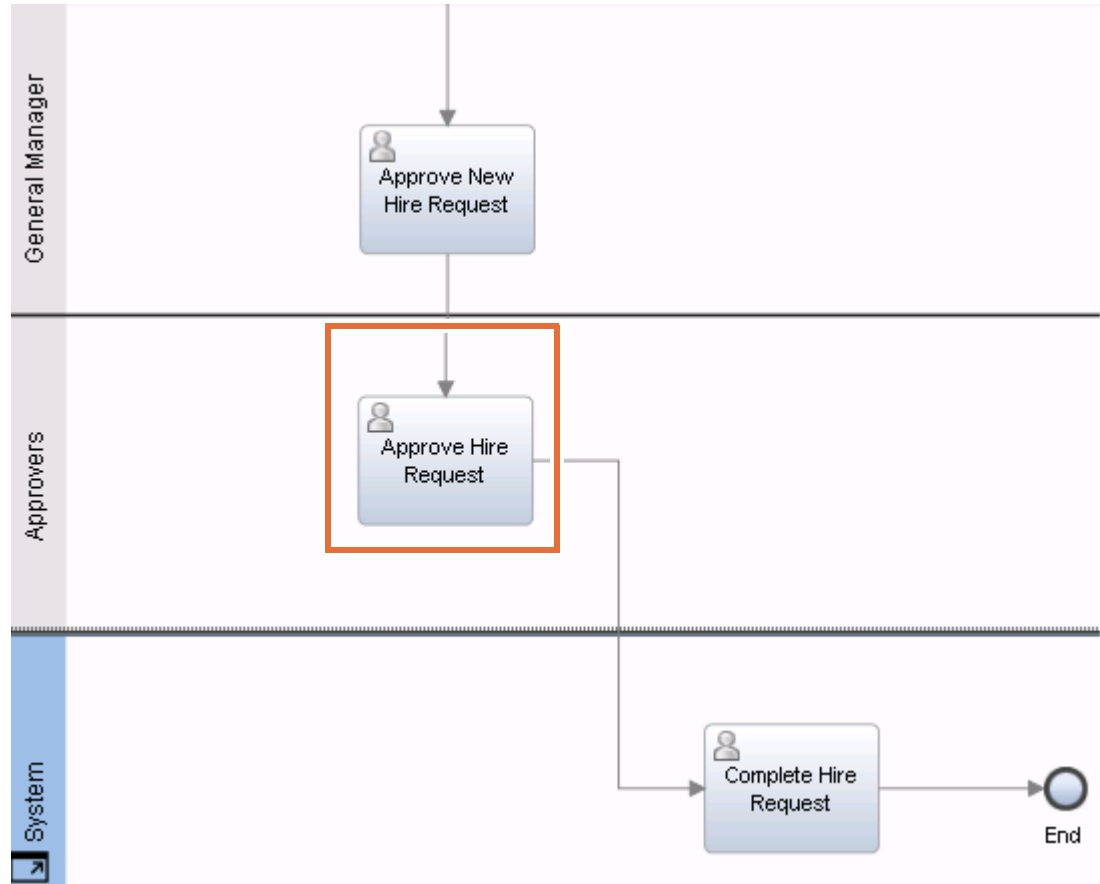 General Manager
Approve New
Hire Request
Approvers
Approve Hire
Request
System
Complete Hire
Request
End